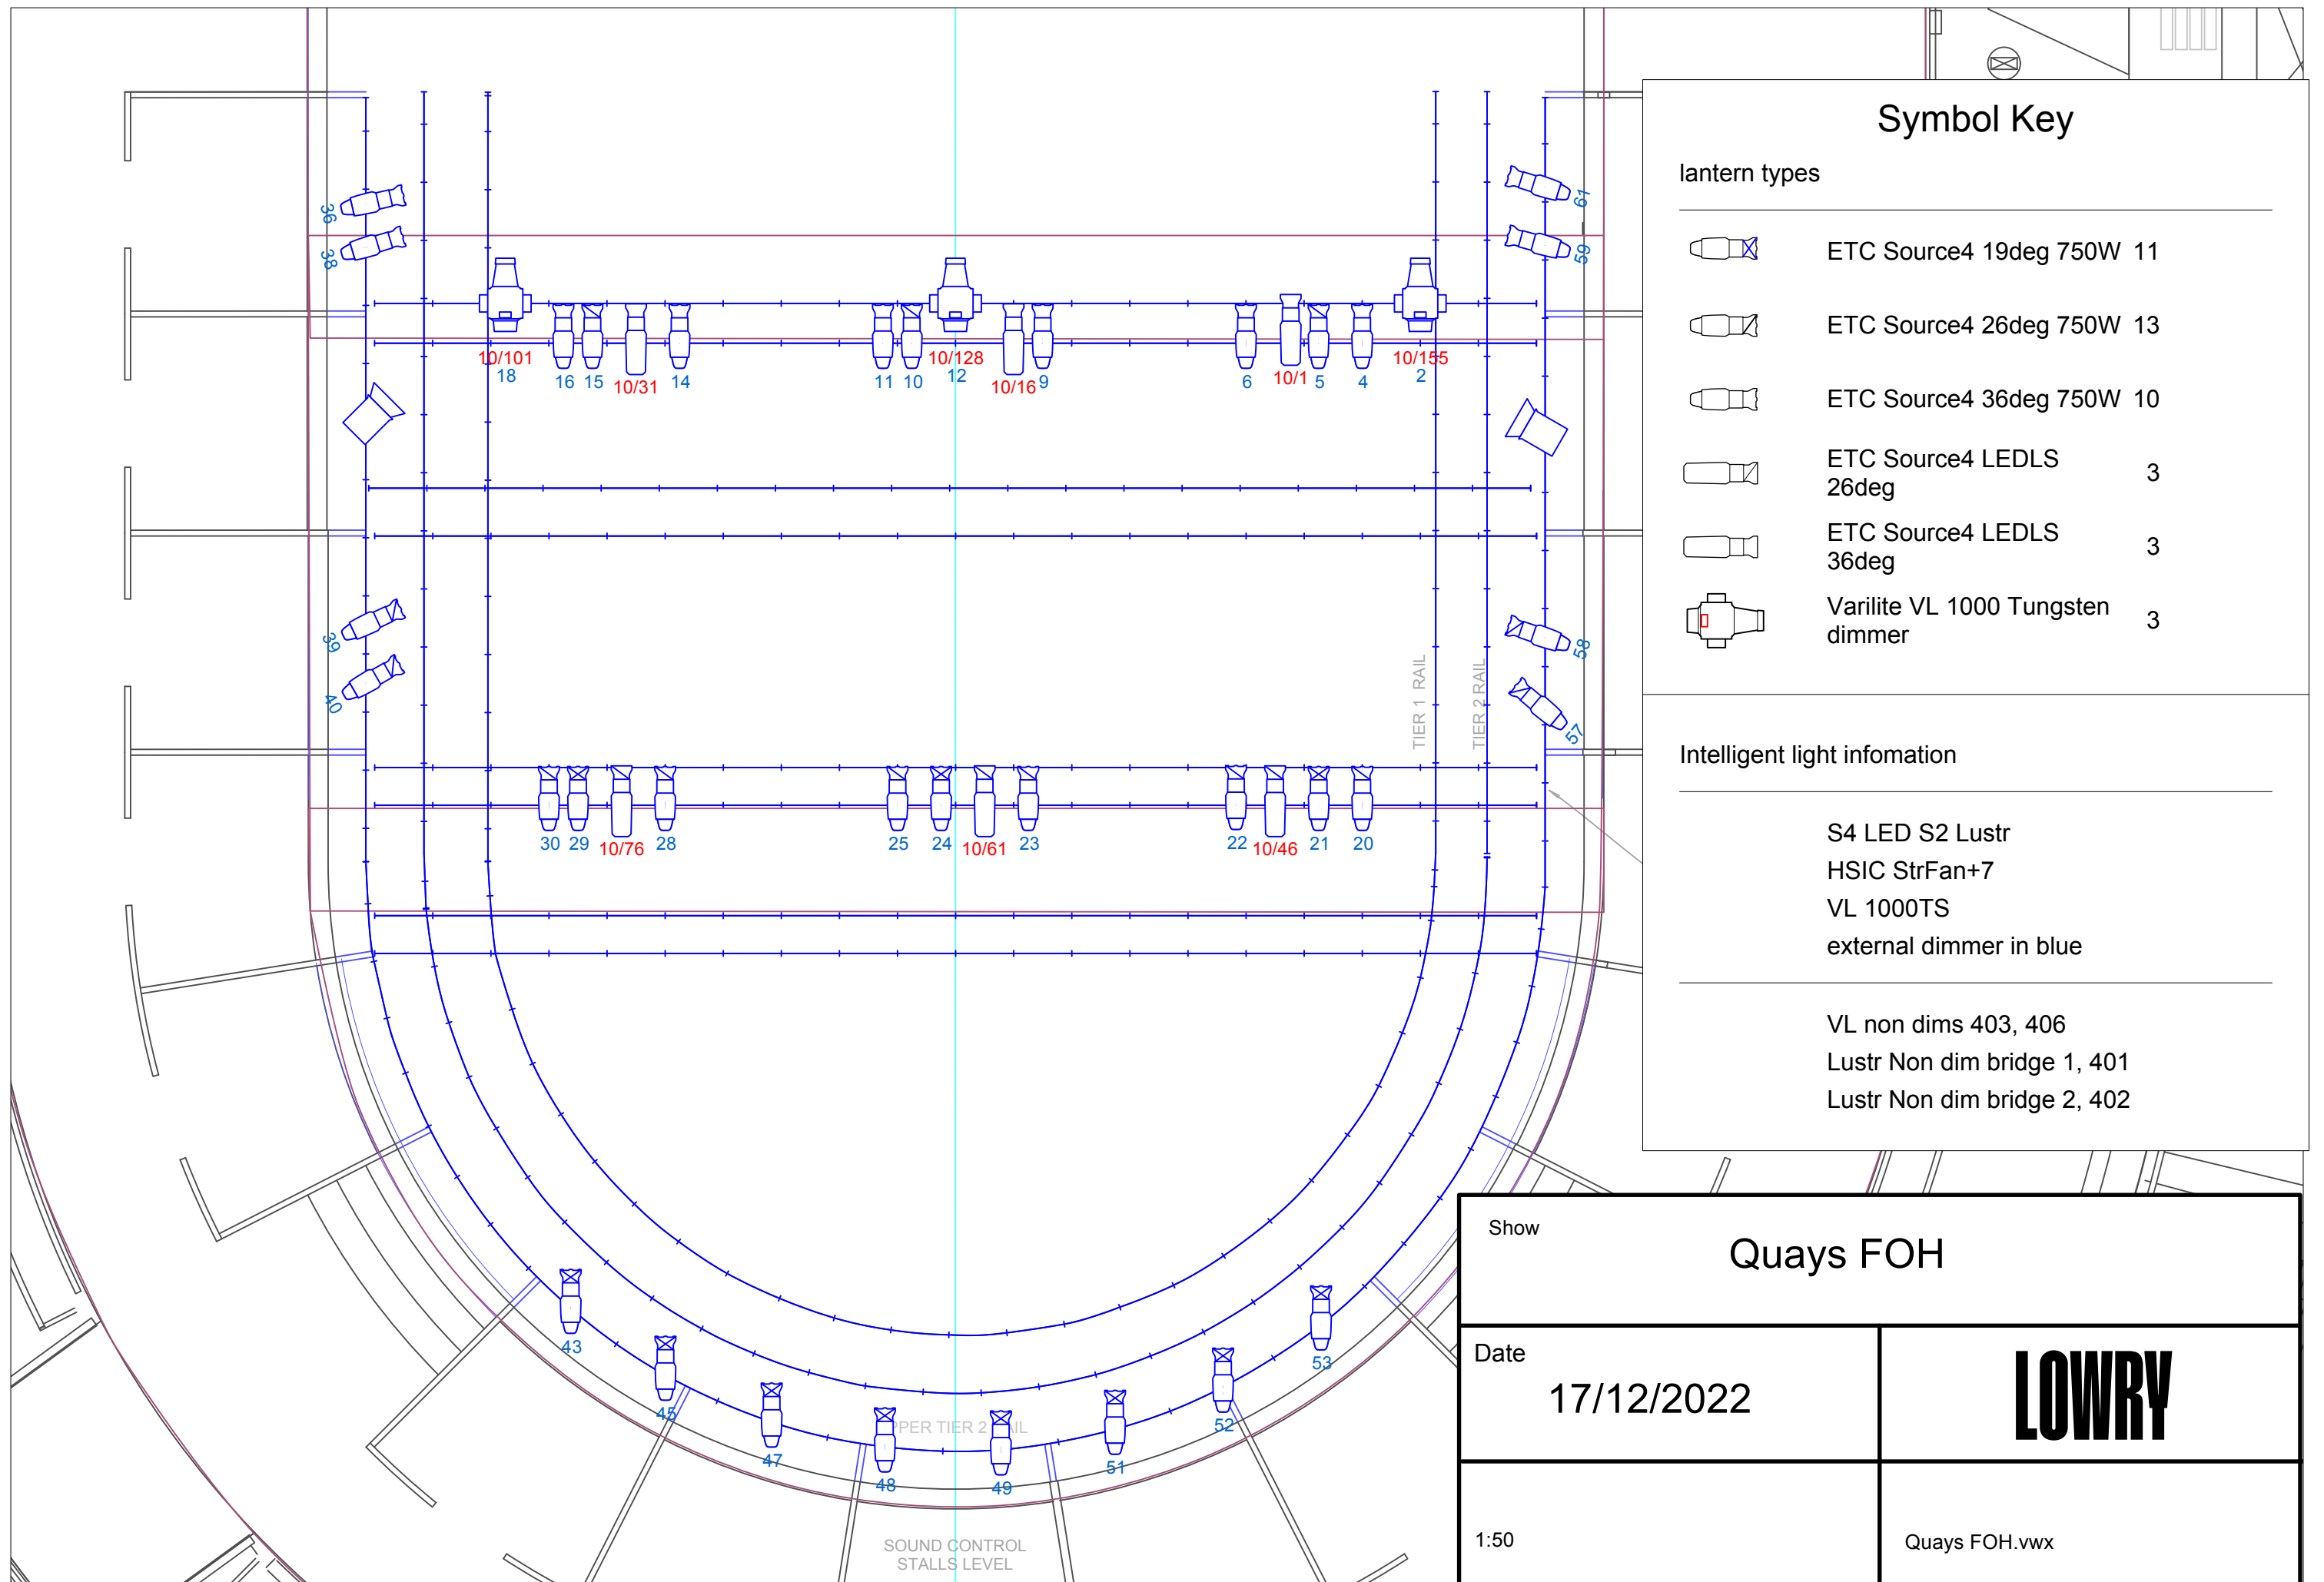 36
38
61
59
10/101
18
16
15
10/31
14
11
10
10/128
12
10/16
9
6
10/1
5
4
10/155
2
39
40
58
57
TIER 1 RAIL
TIER 2 RAIL
30
29
10/76
28
25
24
10/61
23
22
10/46
21
20
43
45
47
48
49
51
52
53
PPER TIER 2 AIL
SOUND CONTROL
STALLS LEVEL
Symbol Key
lantern types
ETC Source4 19deg 750W 11
ETC Source4 26deg 750W 13
ETC Source4 36deg 750W 10
ETC Source4 LEDLS
26deg
3
ETC Source4 LEDLS
36deg
3
Varilite VL 1000 Tungsten
dimmer
3
Intelligent light infomation
S4 LED S2 Lustr
HSIC StrFan+7
VL 1000TS
external dimmer in blue
VL non dims 403, 406
Lustr Non dim bridge 1, 401
Lustr Non dim bridge 2, 402
Show
Quays FOH
Date
17/12/2022
LOWRY
1:50
Quays FOH.vwx